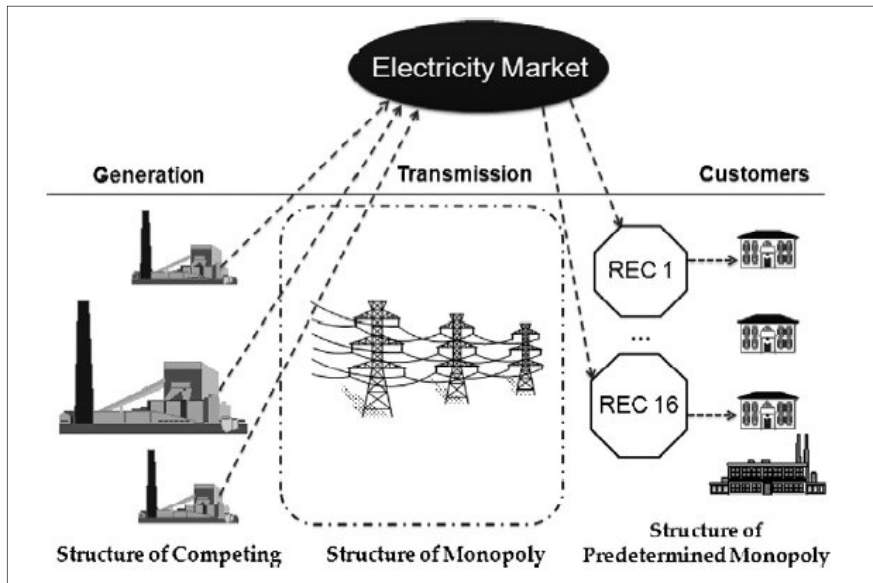 Electricity Market
Generation
Transmission
Customers
REC 1
...
REC 16
Structure of Competing
Structure of Monopoly
Structure of
Predetermined Monopoly